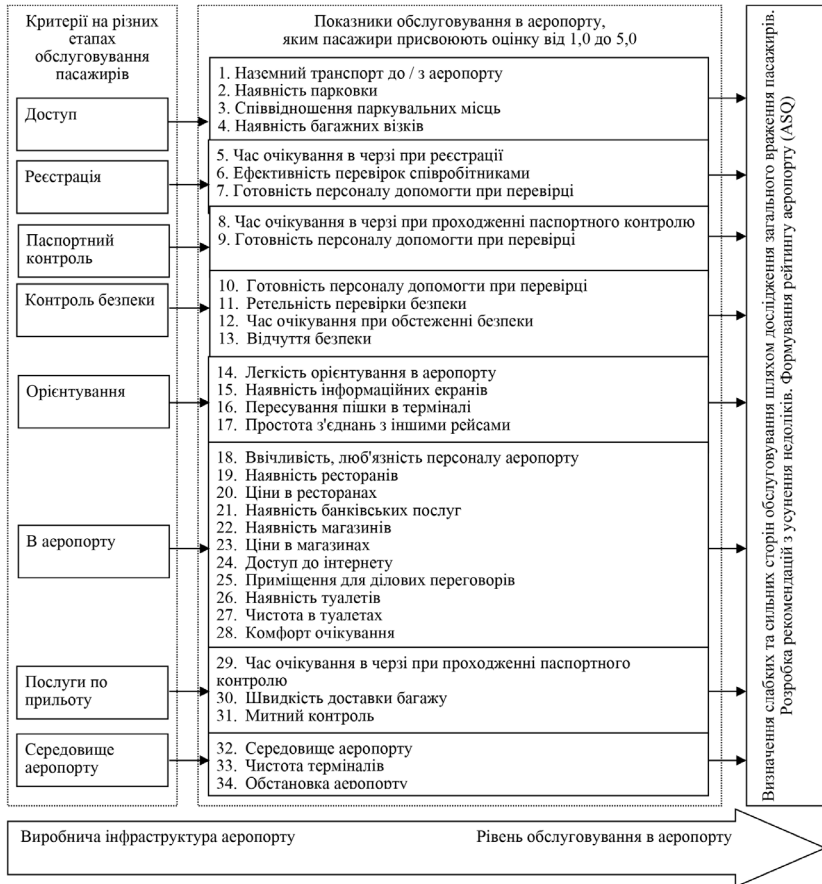 Критерії на різних
етапах
обслуговування
пасажирів
Показники обслуговування в аеропорту,
яким пасажири присвоюють оцінку від 1,0 до 5,0
Доступ
1. Наземний транспорт до / з аеропорту
2. Наявність парковки
3. Співвідношення паркувальних місць
4. Наявність багажних візків
Реєстрація
5. Час очікування в черзі при реєстрації
6. Ефективність перевірок співробітниками
7. Готовність персоналу допомогти при перевірці
Паспортний
контроль
8. Час очікування в черзі при проходженні паспортного контролю
9. Готовність персоналу допомогти при перевірці
Контроль безпеки
10. Готовність персоналу допомогти при перевірці
11. Ретельність перевірки безпеки
12. Час очікування при обстеженні безпеки
13. Відчуття безпеки
Орієнтування
14. Легкість орієнтування в аеропорту
15. Наявність інформаційних екранів
16. Пересування пішки в терміналі
17. Простота з'єднань з іншими рейсами
В аеропорту
18. Ввічливість, люб'язність персоналу аеропорту
19. Наявність ресторанів
20. Ціни в ресторанах
21. Наявність банківських послуг
22. Наявність магазинів
23. Ціни в магазинах
24. Доступ до інтернету
25. Приміщення для ділових переговорів
26. Наявність туалетів
27. Чистота в туалетах
28. Комфорт очікування
Послуги по
прильоту
29. Час очікування в черзі при проходженні паспортного
контролю
30. Швидкість доставки багажу
31. Митний контроль
Середовище
аеропорту
32. Середовище аеропорту
33. Чистота терміналів
34. Обстановка аеропорту
Визначення слабких та сильних сторін обслуговування шляхом дослідження загального враження пасажирів.
Розробка рекомендацій з усунення недоліків. Формування рейтингу аеропорту (ASQ)
Виробнича інфраструктура аеропорту
Рівень обслуговування в аеропорту